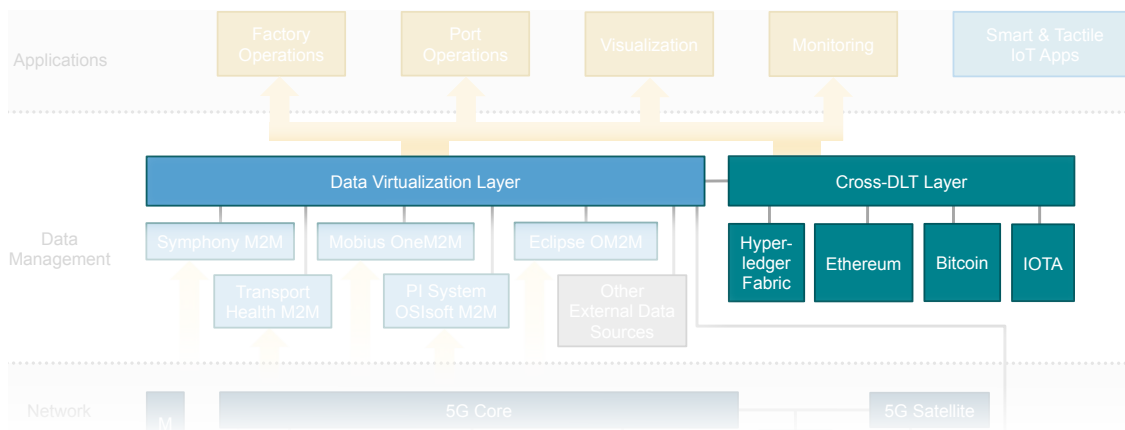 Factory
Operations
Port
Operations
Visualization
Monitoring
Smart & Tactile
IoT Apps
Applications
Data Virtualization Layer
Cross-DLT Layer
Data
Management
Symphony M2M
Mobius OneM2M
Eclipse OM2M
Hyper-
ledger
Fabric
Ethereum
Bitcoin
IOTA
Transport
Health M2M
PI System
OSIsoft M2M
Other
External Data
Sources
Network
M
5G Core
5G Satellite